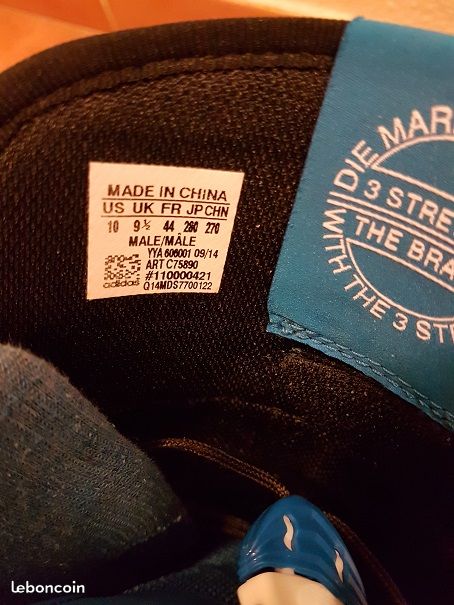 MADE IN CHINA
US UK FR JP CHN
10 9½ 44 280 270
MALE/MÂLE
YYA 606001 09/14
ART C75890
#110000421
adidas Q14MDS7700122
DIE MAR
3 STRE
THE BRA
WITH THE 3 ST
leboncoin